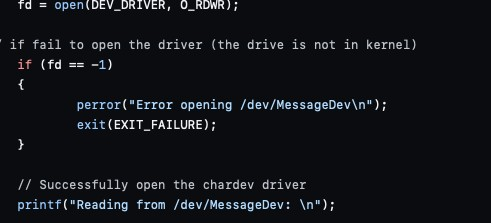 fd = open(DEV_DRIVER, O_RDWR);
/ if fail to open the driver (the drive is not in kernel)
if (fd == -1)
{
perror("Error opening /dev/MessageDev\n");
exit(EXIT_FAILURE);
}
// Successfully open the chardev driver
printf("Reading from /dev/MessageDev: \n");